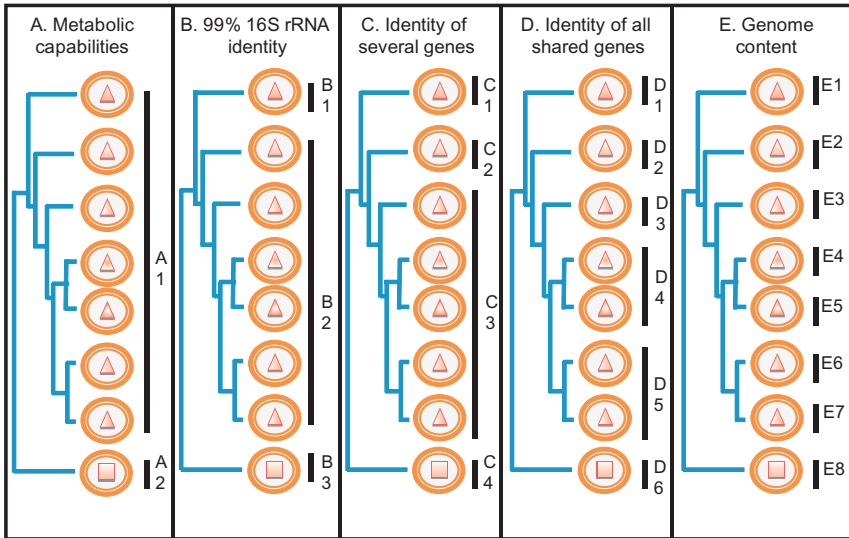 A. Metabolic
capabilities
A
1
A
2
B. 99% 16S rRNA
identity
B
1
B
2
B
3
C. Identity of
several genes
C
1
C
2
C
3
C
4
D. Identity of all
shared genes
D
1
D
2
D
3
D
4
D
5
D
6
E. Genome
content
E1
E2
E3
E4
E5
E6
E7
E8